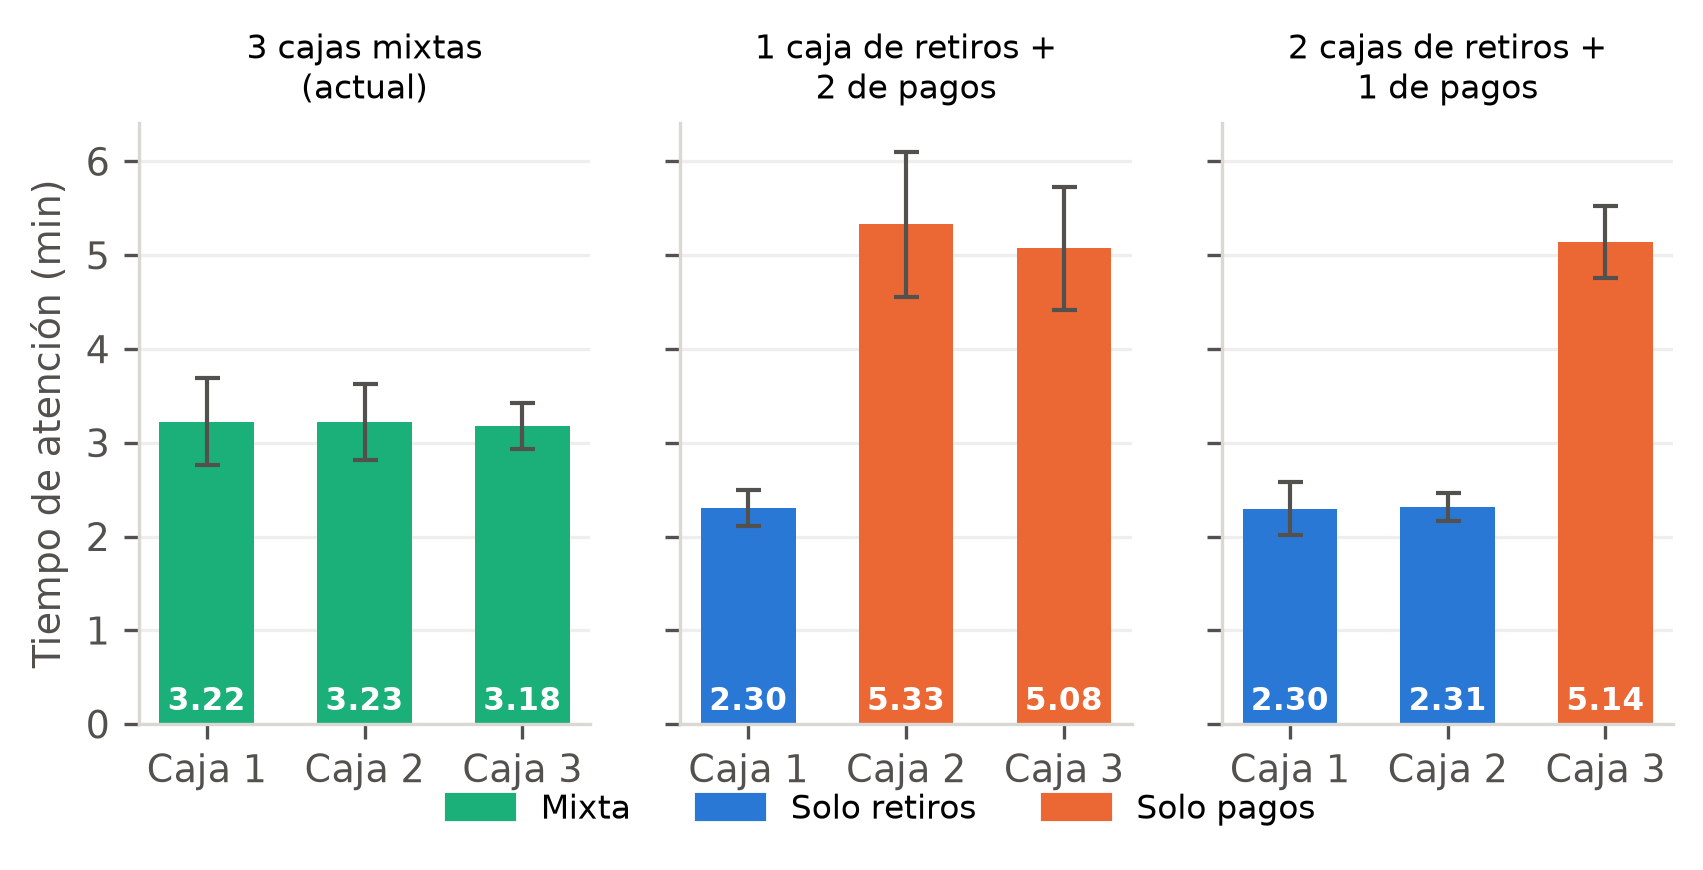 3 cajas mixtas
(actual)
1 caja de retiros +
2 de pagos
2 cajas de retiros +
1 de pagos
Tiempo de atención (min)
6
5
4
3
2
1
0
3.22
3.23
3.18
2.30
5.33
5.08
2.30
2.31
5.14
Caja 1
Caja 2
Caja 3
Caja 1
Caja 2
Caja 3
Caja 1
Caja 2
Caja 3
Mixta
Solo retiros
Solo pagos